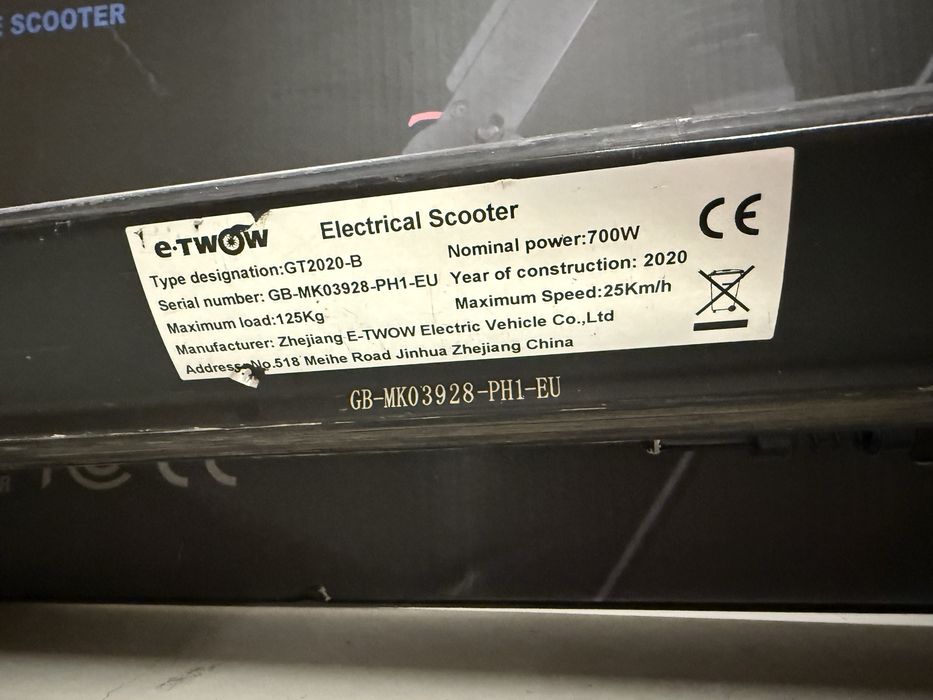 E SCOOTER
e-TWOW Electrical Scooter CE
Type designation:GT2020-B Nominal power:700W
Serial number: GB-MK03928-PH1-EU Year of construction: 2020
Maximum load:125Kg Maximum Speed:25Km/h
Manufacturer: Zhejiang E-TWOW Electric Vehicle Co.,Ltd
Address:No.518 Meihe Road Jinhua Zhejiang China
GB-MK03928-PH1-EU